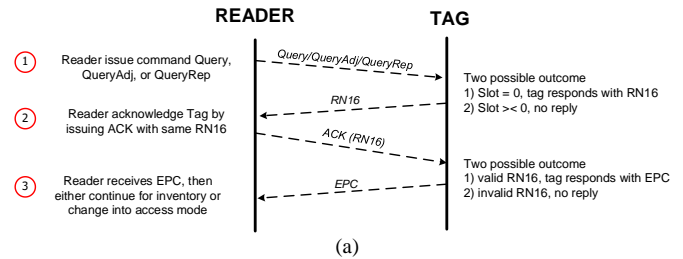 READER
TAG
1
Reader issue command Query,
QueryAdj, or QueryRep
Query/QueryAdj/QueryRep
Two possible outcome
1) Slot = 0, tag responds with RN16
2) Slot >< 0, no reply
RN16
2
Reader acknowledge Tag by
issuing ACK with same RN16
ACK (RN16)
Two possible outcome
1) valid RN16, tag responds with EPC
2) invalid RN16, no reply
3
Reader receives EPC, then
either continue for inventory or
change into access mode
EPC
(a)